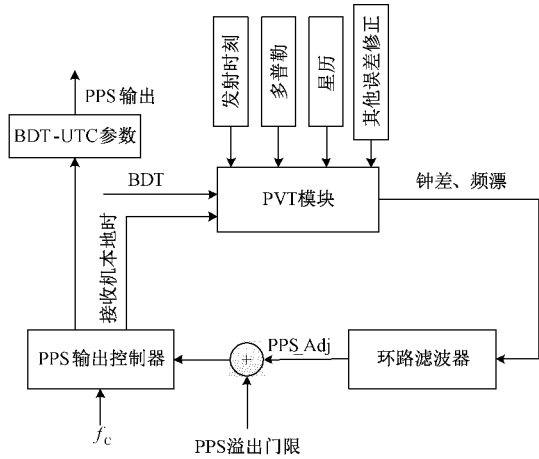 发射时刻
多普勒
星历
其他误差修正
PPS输出
BDT-UTC参数
BDT
PVT模块
钟差、频漂
接收机本地时
PPS输出控制器
PPS_Adj
环路滤波器
+
f_C
PPS溢出门限